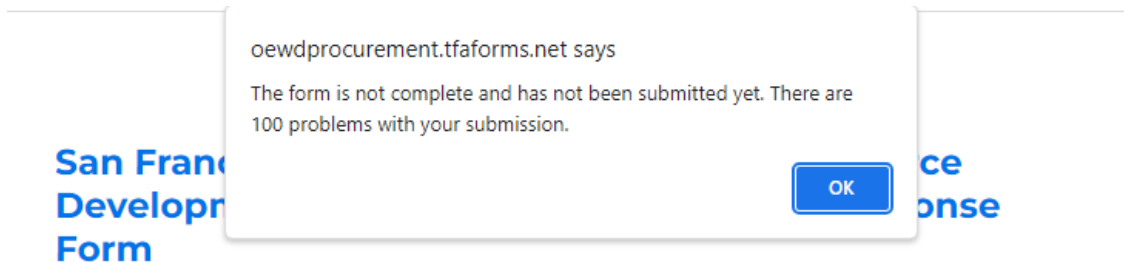 oewdprocurement.tfaforms.net says
The form is not complete and has not been submitted yet. There are
100 problems with your submission.
OK
San Franc ce
Developm onse
Form